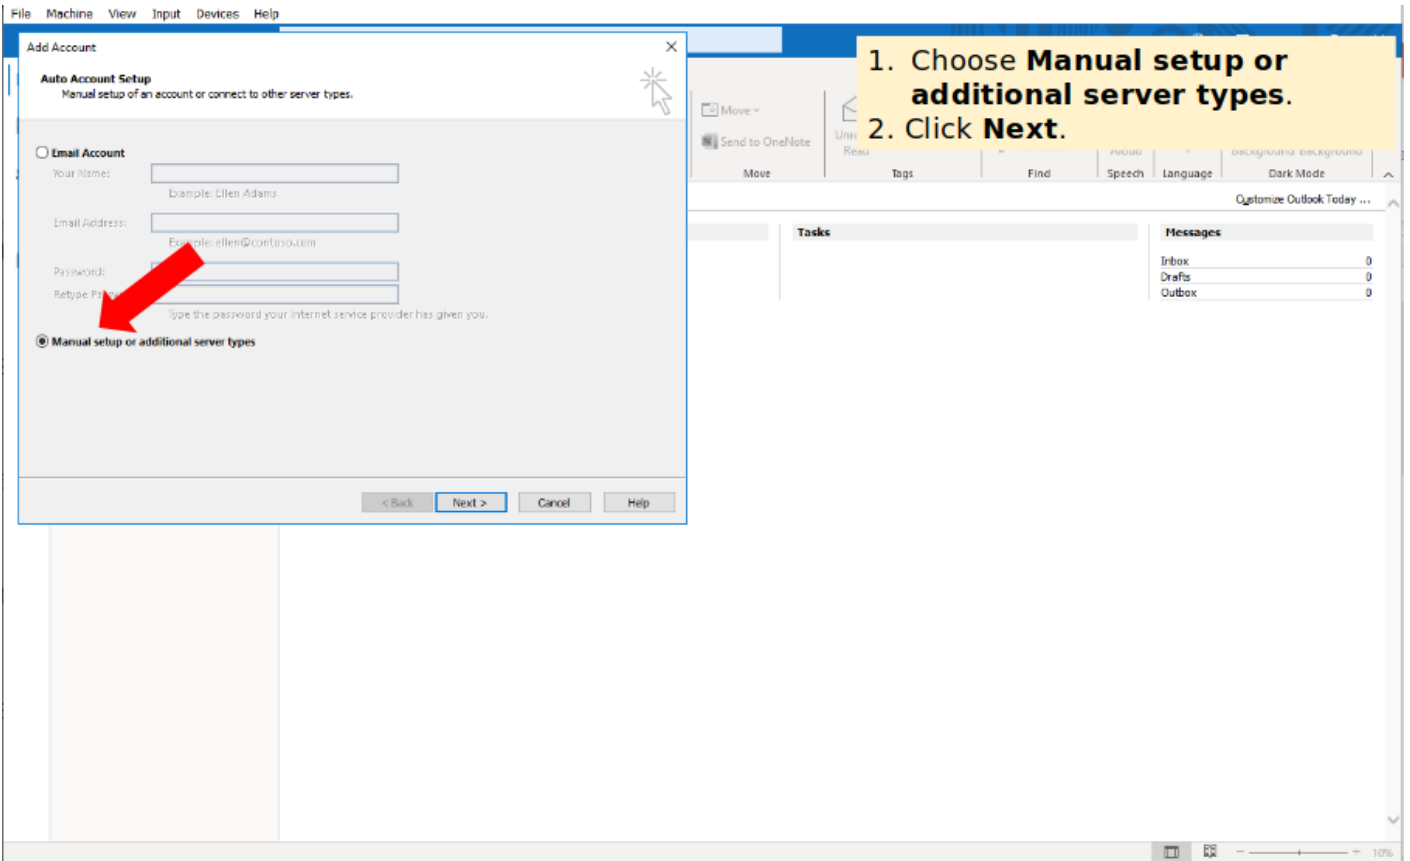 File Machine View Input Devices Help
Add Account
Auto Account Setup
Manual setup of an account or connect to other server types.
1. Choose Manual setup or
additional server types.
2. Click Next.
Move
Send to OneNote
Read
Move Tags Find Speech Language Dark Mode
Customize Outlook Today ...
Email Account
Your Name:
Example: Ellen Adams
Email Address:
Example: ellen@contoso.com
Password:
Retype
Type the password your Internet service provider has given you.
Manual setup or additional server types
< Back Next > Cancel Help
Tasks
Messages
Inbox 0
Drafts 0
Outbox 0
10%